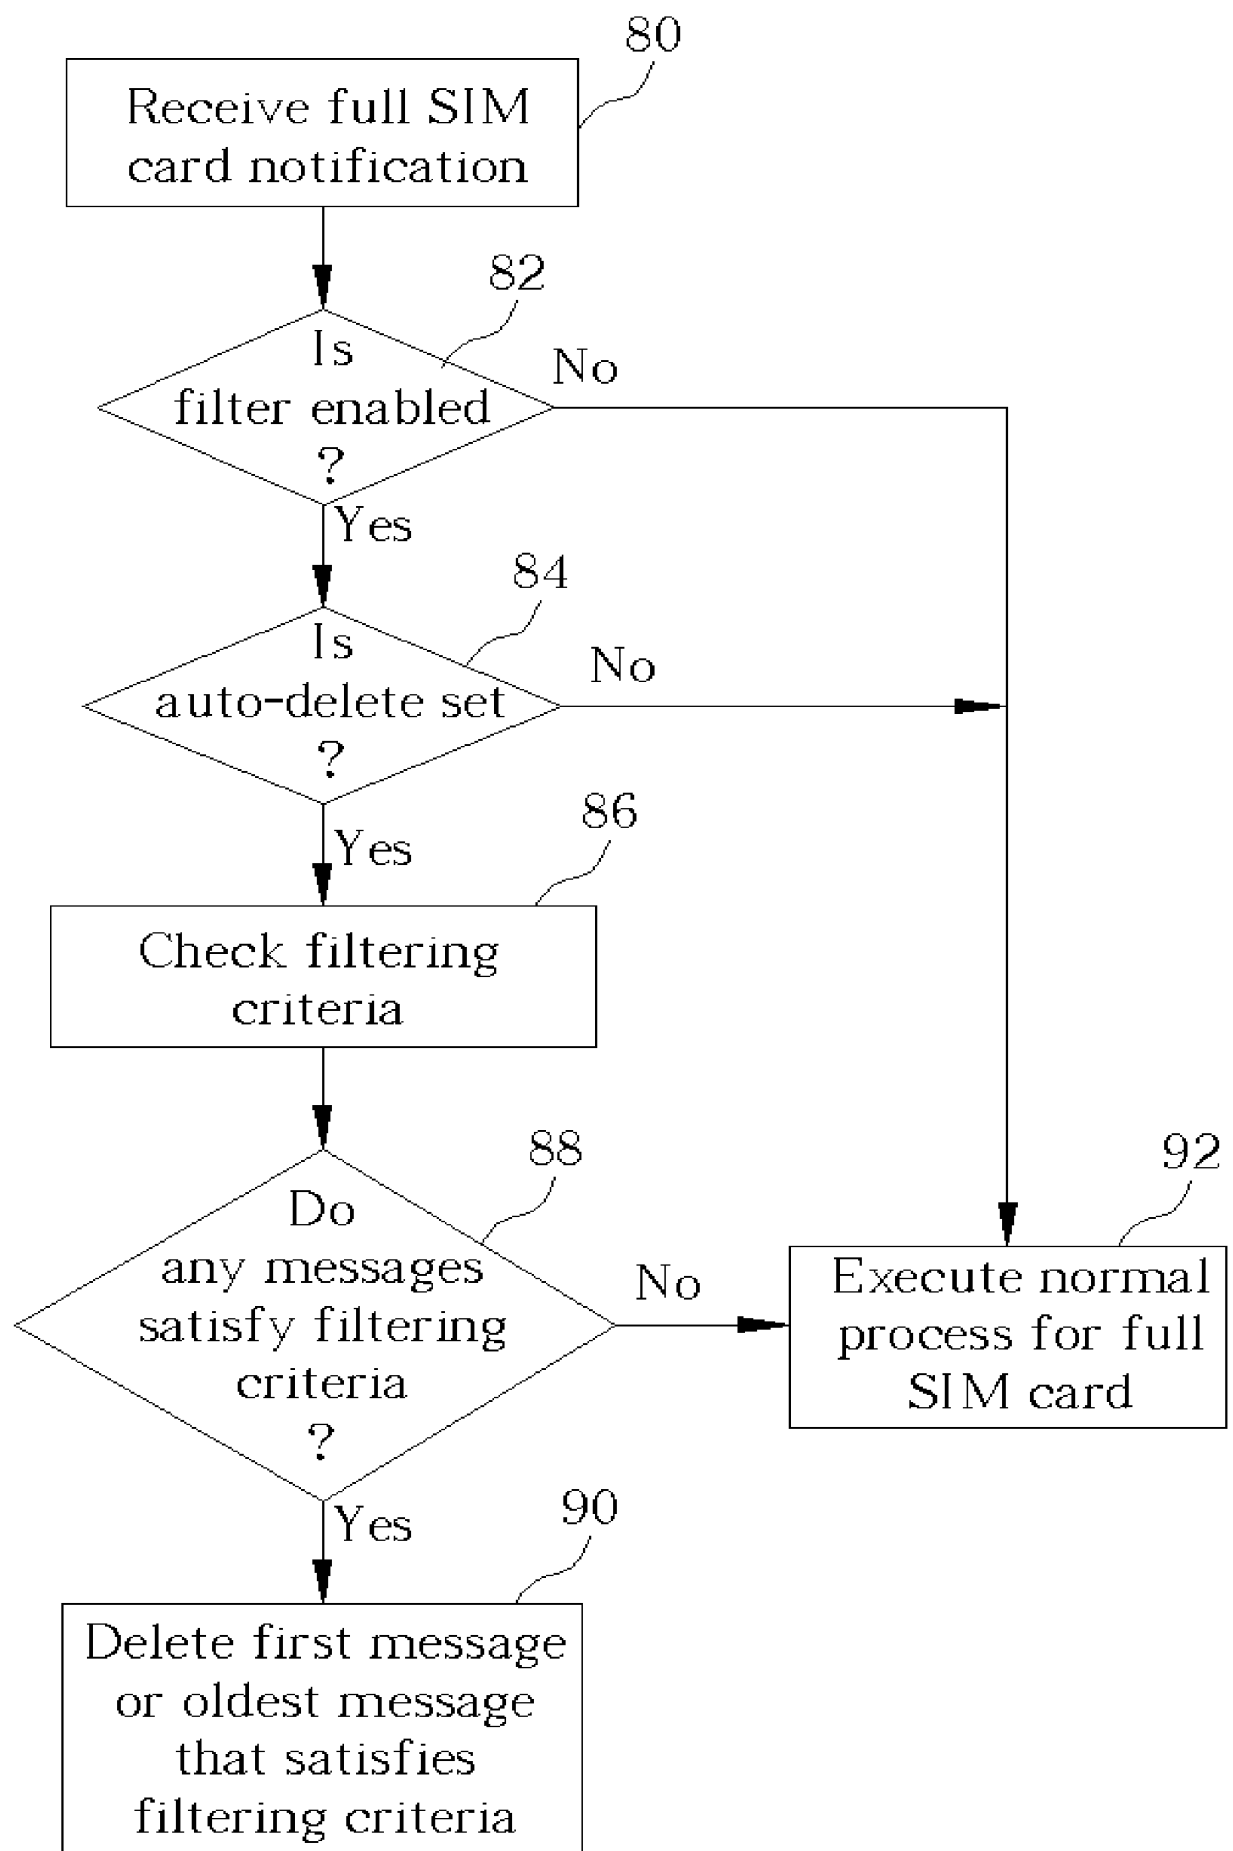 80
Receive full SIM
card notification
82
Is
filter enabled
?
No
Yes
84
Is
auto-delete set
?
No
Yes
86
Check filtering
criteria
88
Do
any messages
satisfy filtering
criteria
?
No
Yes
92
Execute normal
process for full
SIM card
90
Delete first message
or oldest message
that satisfies
filtering criteria